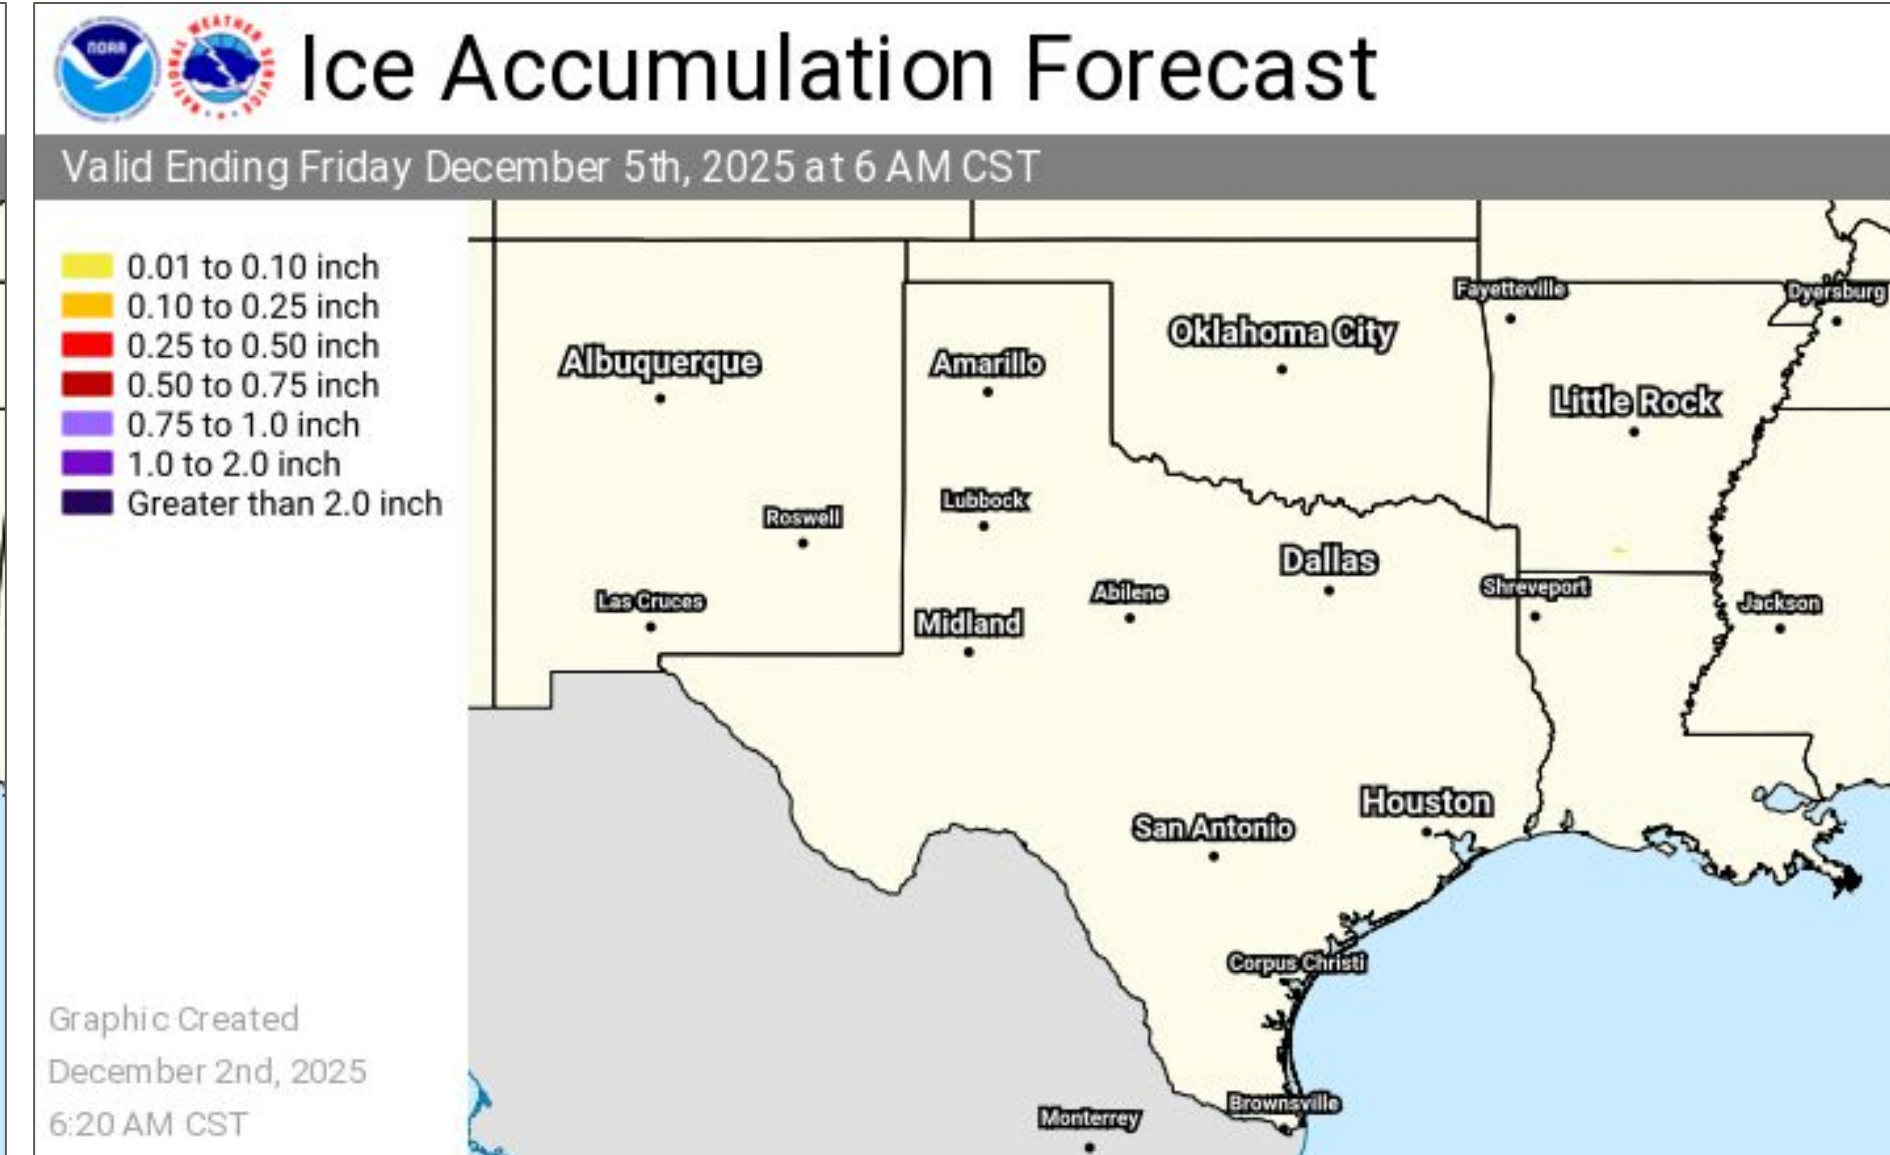 NOAA
NATIONAL WEATHER SERVICE
Ice Accumulation Forecast
Valid Ending Friday December 5th, 2025 at 6 AM CST
0.01 to 0.10 inch
0.10 to 0.25 inch
0.25 to 0.50 inch
0.50 to 0.75 inch
0.75 to 1.0 inch
1.0 to 2.0 inch
Greater than 2.0 inch
Fayetteville
Dyersburg
Oklahoma City
Albuquerque
Amarillo
Little Rock
Lubbock
Roswell
Dallas
Shreveport
Abilene
Las Cruces
Jackson
Midland
Houston
San Antonio
Corpus Christi
Brownsville
Monterrey
Graphic Created
December 2nd, 2025
6:20 AM CST